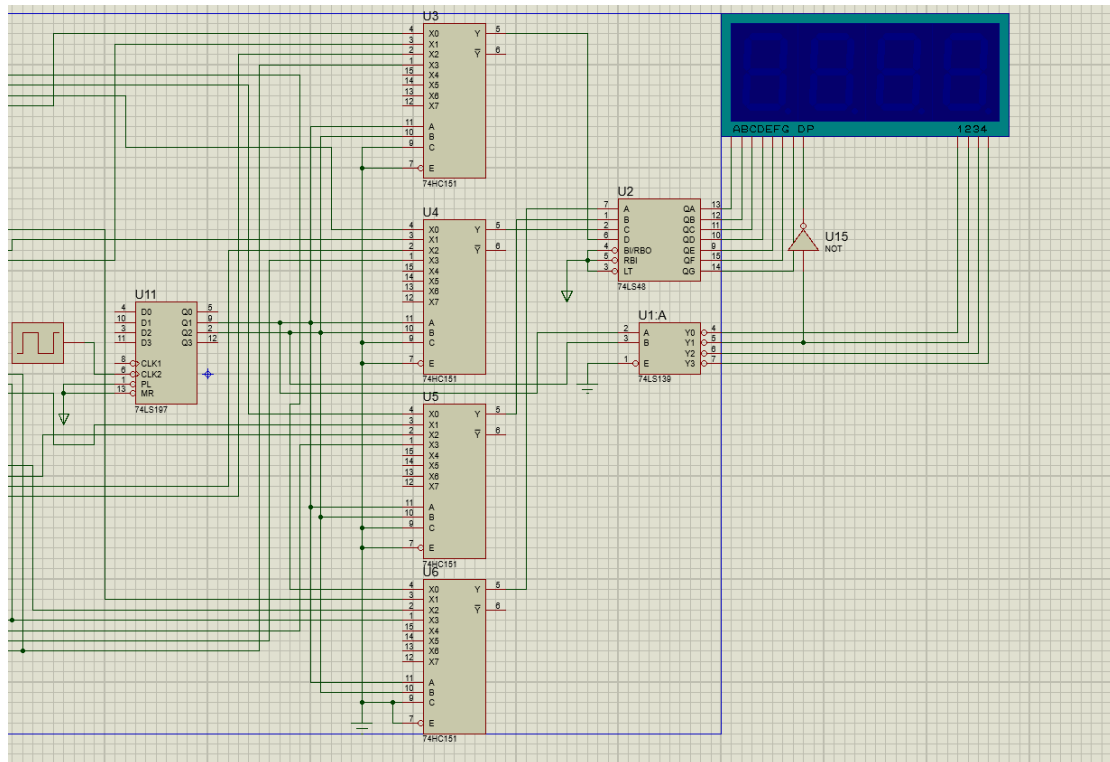 U3
4 X0 Y 5
3 X1
2 X2 Y 6
1 X3
15 X4
14 X5
13 X6
12 X7
11 A
10 B
9 C
7 E
74HC151
ABCDEFG DP 1234
U2
7 A QA 13
1 B QB 12
2 C QC 11
6 D QD 10
4 BI/RBO QE 9
5 RBI QF 15
3 LT QG 14
74LS48
U15
NOT
U4
4 X0 Y 5
3 X1
2 X2 Y 6
1 X3
15 X4
14 X5
13 X6
12 X7
11 A
10 B
9 C
7 E
74HC151
U11
4 D0 Q0 5
10 D1 Q1 9
3 D2 Q2 2
11 D3 Q3 12
8 CLK1
6 CLK2
1 PL
13 MR
74LS197
U1:A
2 A Y0 4
3 B Y1 5
Y2 6
1 E Y3 7
74LS139
U5
4 X0 Y 5
3 X1
2 X2 Y 6
1 X3
15 X4
14 X5
13 X6
12 X7
11 A
10 B
9 C
7 E
74HC151
U6
4 X0 Y 5
3 X1
2 X2 Y 6
1 X3
15 X4
14 X5
13 X6
12 X7
11 A
10 B
9 C
7 E
74HC151